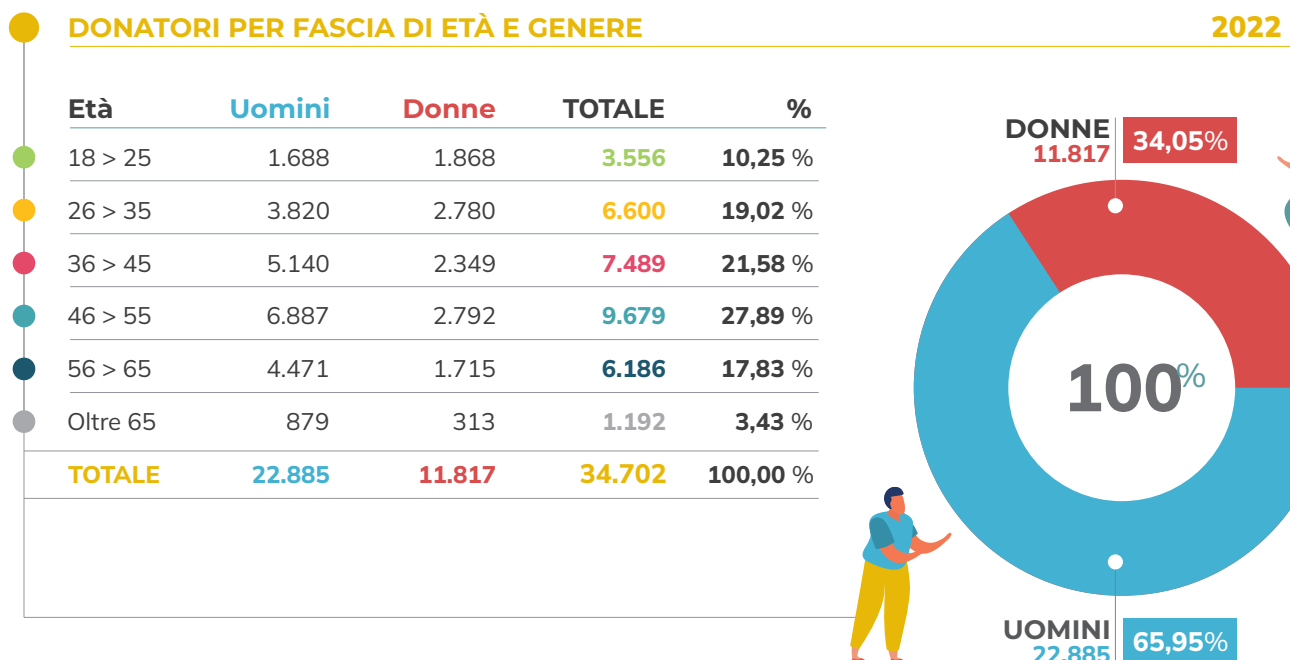 DONATORI PER FASCIA DI ETÀ E GENERE 2022
Età Uomini Donne TOTALE %
18 > 25 1.688 1.868 3.556 10,25 %
26 > 35 3.820 2.780 6.600 19,02 %
36 > 45 5.140 2.349 7.489 21,58 %
46 > 55 6.887 2.792 9.679 27,89 %
56 > 65 4.471 1.715 6.186 17,83 %
Oltre 65 879 313 1.192 3,43 %
TOTALE 22.885 11.817 34.702 100,00 %
DONNE
11.817
34,05%
100%
UOMINI
22.885
65,95%